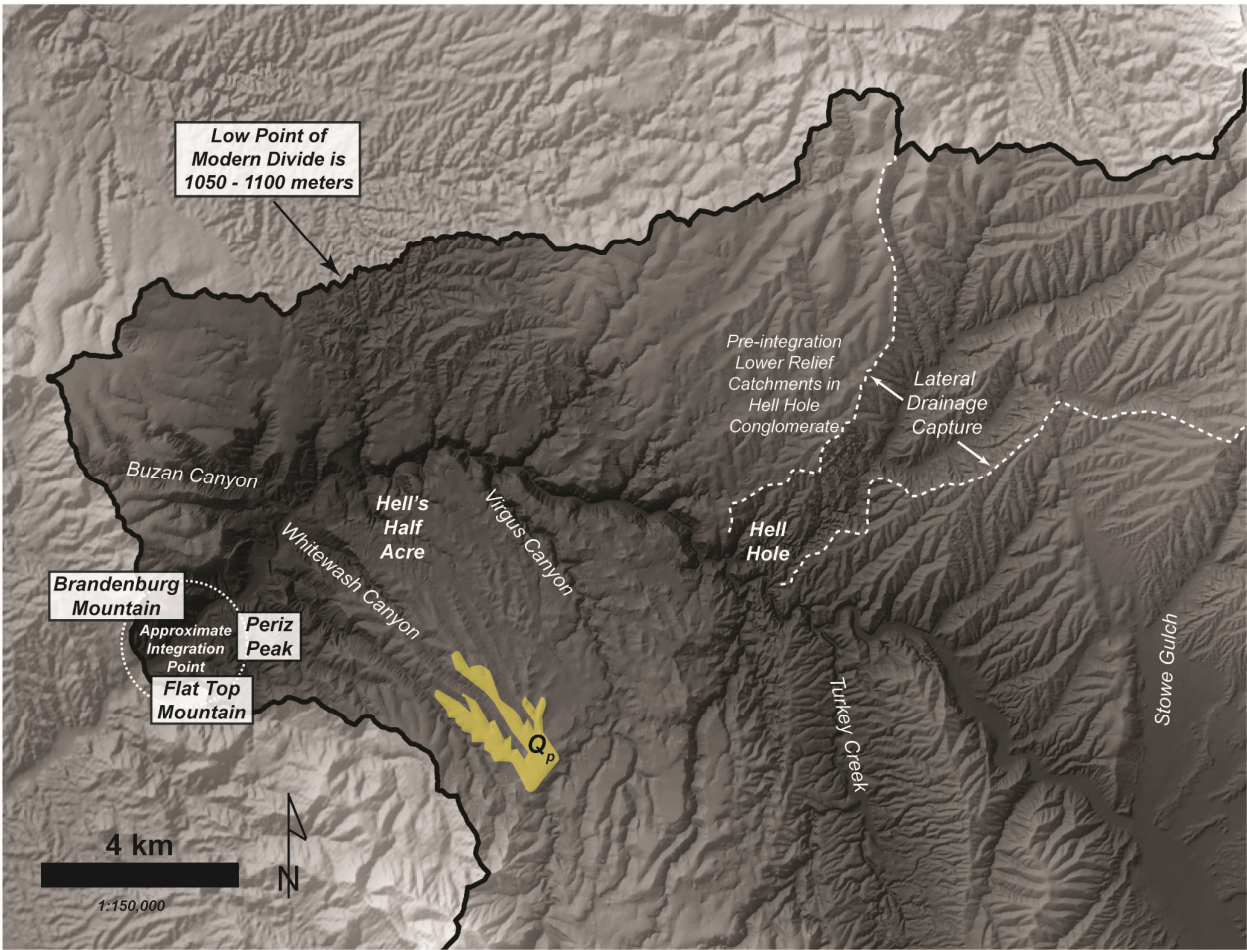 Low Point of
Modern Divide is
1050 - 1100 meters
Pre-integration
Lower Relief
Catchments in
Hell Hole
Conglomerate
Lateral
Drainage
Capture
Buzan Canyon
Hell's
Half
Acre
Virgus Canyon
Hell
Hole
Whitewash Canyon
Brandenburg
Mountain
Approximate
Integration
Point
Periz
Peak
Flat Top
Mountain
Qp
Turkey Creek
Stowe Gulch
4 km
1:150,000
N